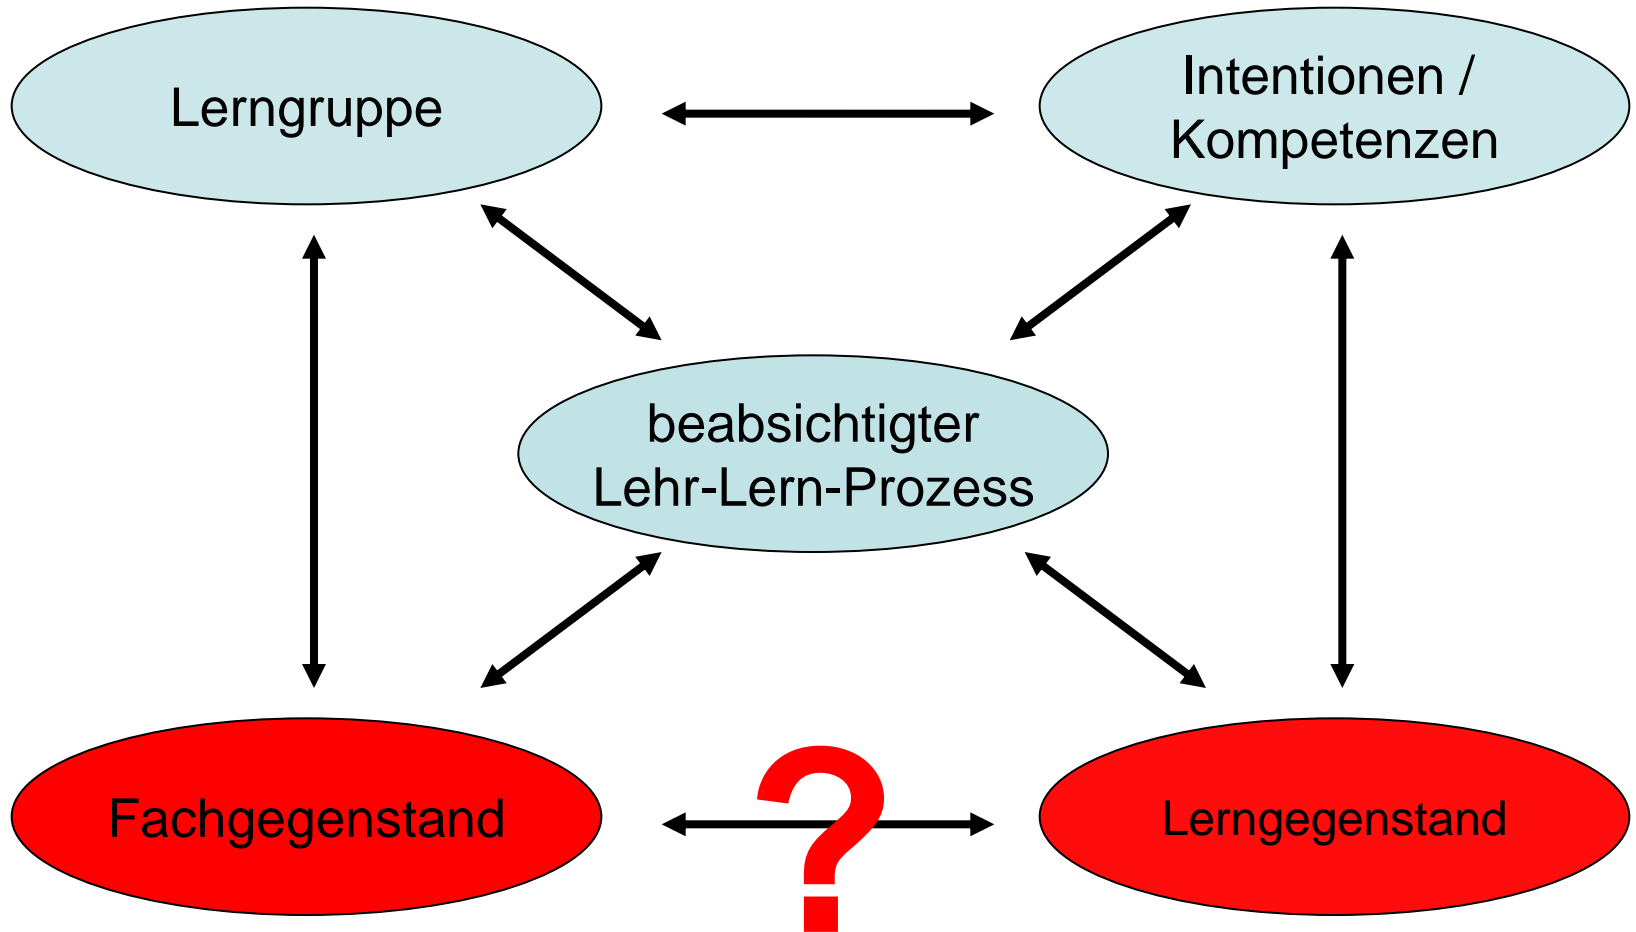 Lerngruppe
Intentionen /
Kompetenzen
beabsichtigter
Lehr-Lern-Prozess
Fachgegenstand
?
Lerngegenstand